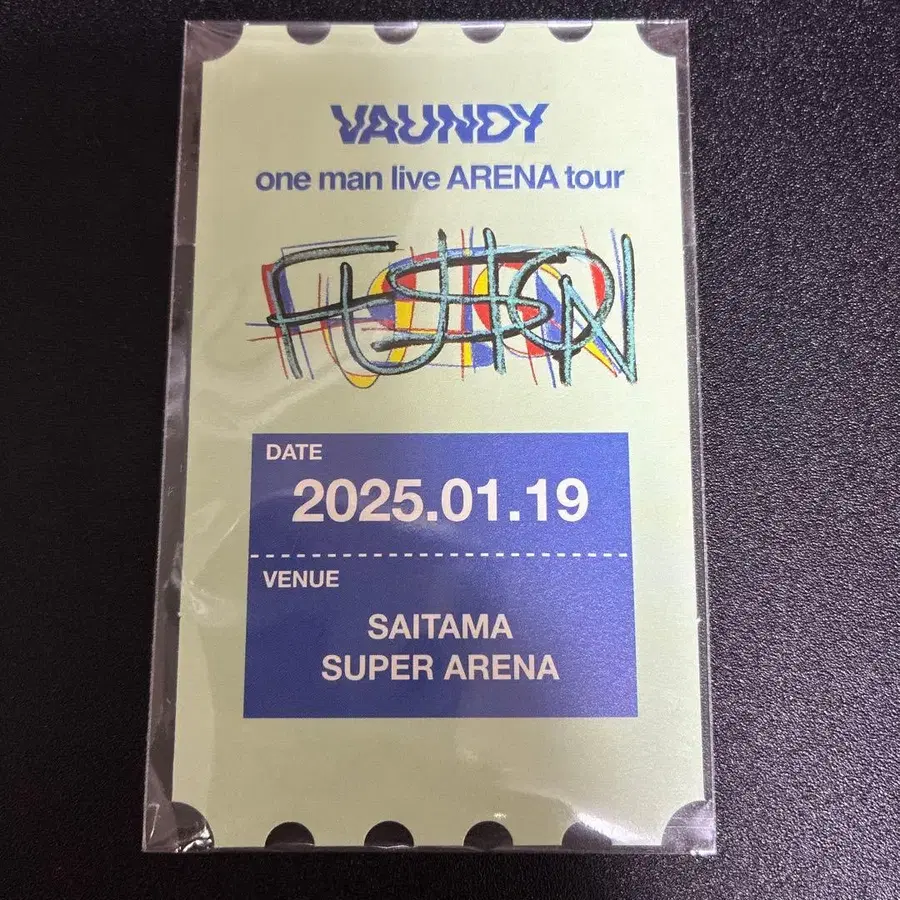 VAUNDY
one man live ARENA tour
FUSION
DATE
2025.01.19
VENUE
SAITAMA
SUPER ARENA